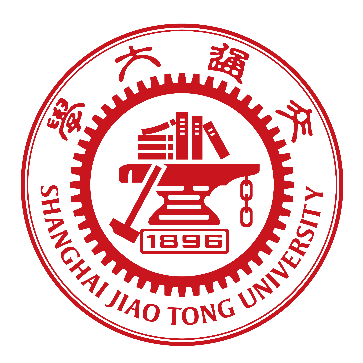 交通大學
1896
SHANGHAI JIAO TONG UNIVERSITY